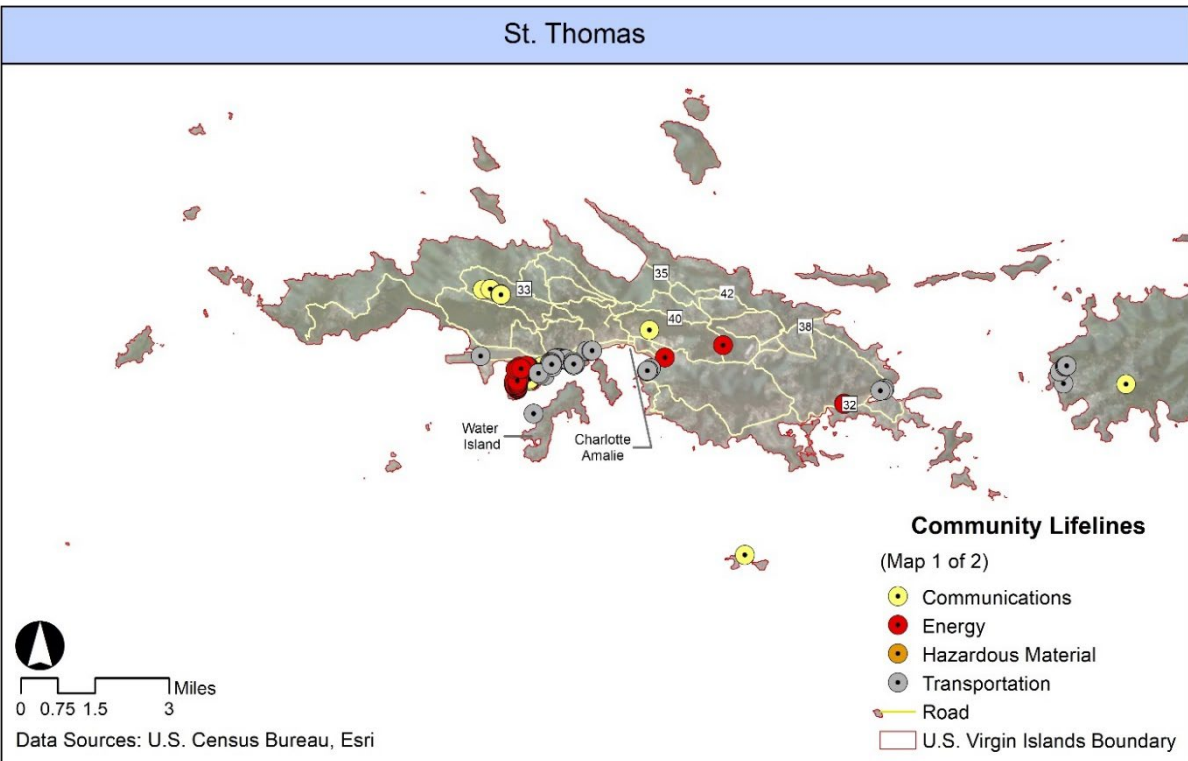 St. Thomas
35
33
42
40
38
32
Water
Island
Charlotte
Amalie
Community Lifelines
(Map 1 of 2)
Communications
Energy
Hazardous Material
Transportation
Road
U.S. Virgin Islands Boundary
Miles
0 0.75 1.5 3
Data Sources: U.S. Census Bureau, Esri